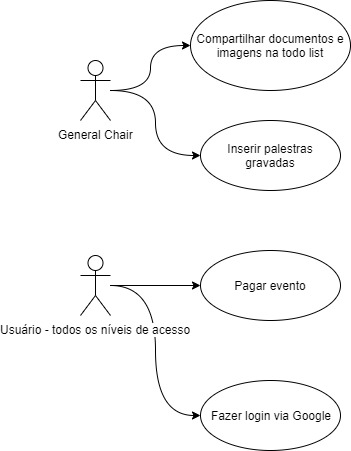 Compartilhar documentos e
imagens na todo list
General Chair
Inserir palestras
gravadas
Pagar evento
Usuário - todos os níveis de acesso
Fazer login via Google